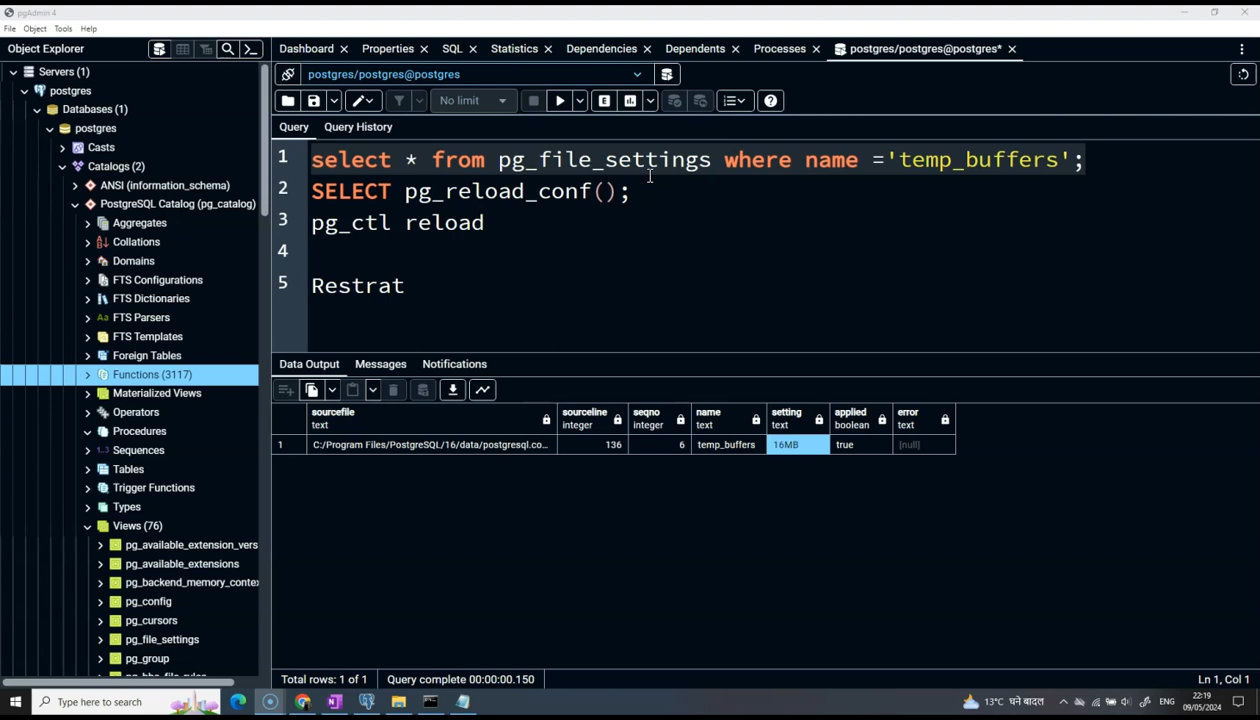 pgAdmin 4
File Object Tools Help
Object Explorer
Dashboard
Properties
SQL
Statistics
Dependencies
Dependents
Processes
postgres/postgres@postgres*
Servers (1)
postgres
Databases (1)
postgres
Casts
Catalogs (2)
ANSI (information_schema)
PostgreSQL Catalog (pg_catalog)
Aggregates
Collations
Domains
FTS Configurations
FTS Dictionaries
FTS Parsers
FTS Templates
Foreign Tables
Functions (3117)
Materialized Views
Operators
Procedures
Sequences
Tables
Trigger Functions
Types
Views (76)
pg_available_extension_vers
pg_available_extensions
pg_backend_memory_contex
pg_config
pg_cursors
pg_file_settings
pg_group
postgres/postgres@postgres
No limit
E
Query Query History
1 select * from pg_file_settings where name ='temp_buffers';
2 SELECT pg_reload_conf();
3 pg_ctl reload
4
5 Restrat
Data Output Messages Notifications
sourcefile sourceline seqno name setting applied error
text integer integer text text boolean text
1 C:/Program Files/PostgreSQL/16/data/postgresql.co... 136 6 temp_buffers 16MB true [null]
Total rows: 1 of 1 Query complete 00:00:00.150 Ln 1, Col 1
Type here to search
13°C घने बादल
ENG
22:19
09/05/2024